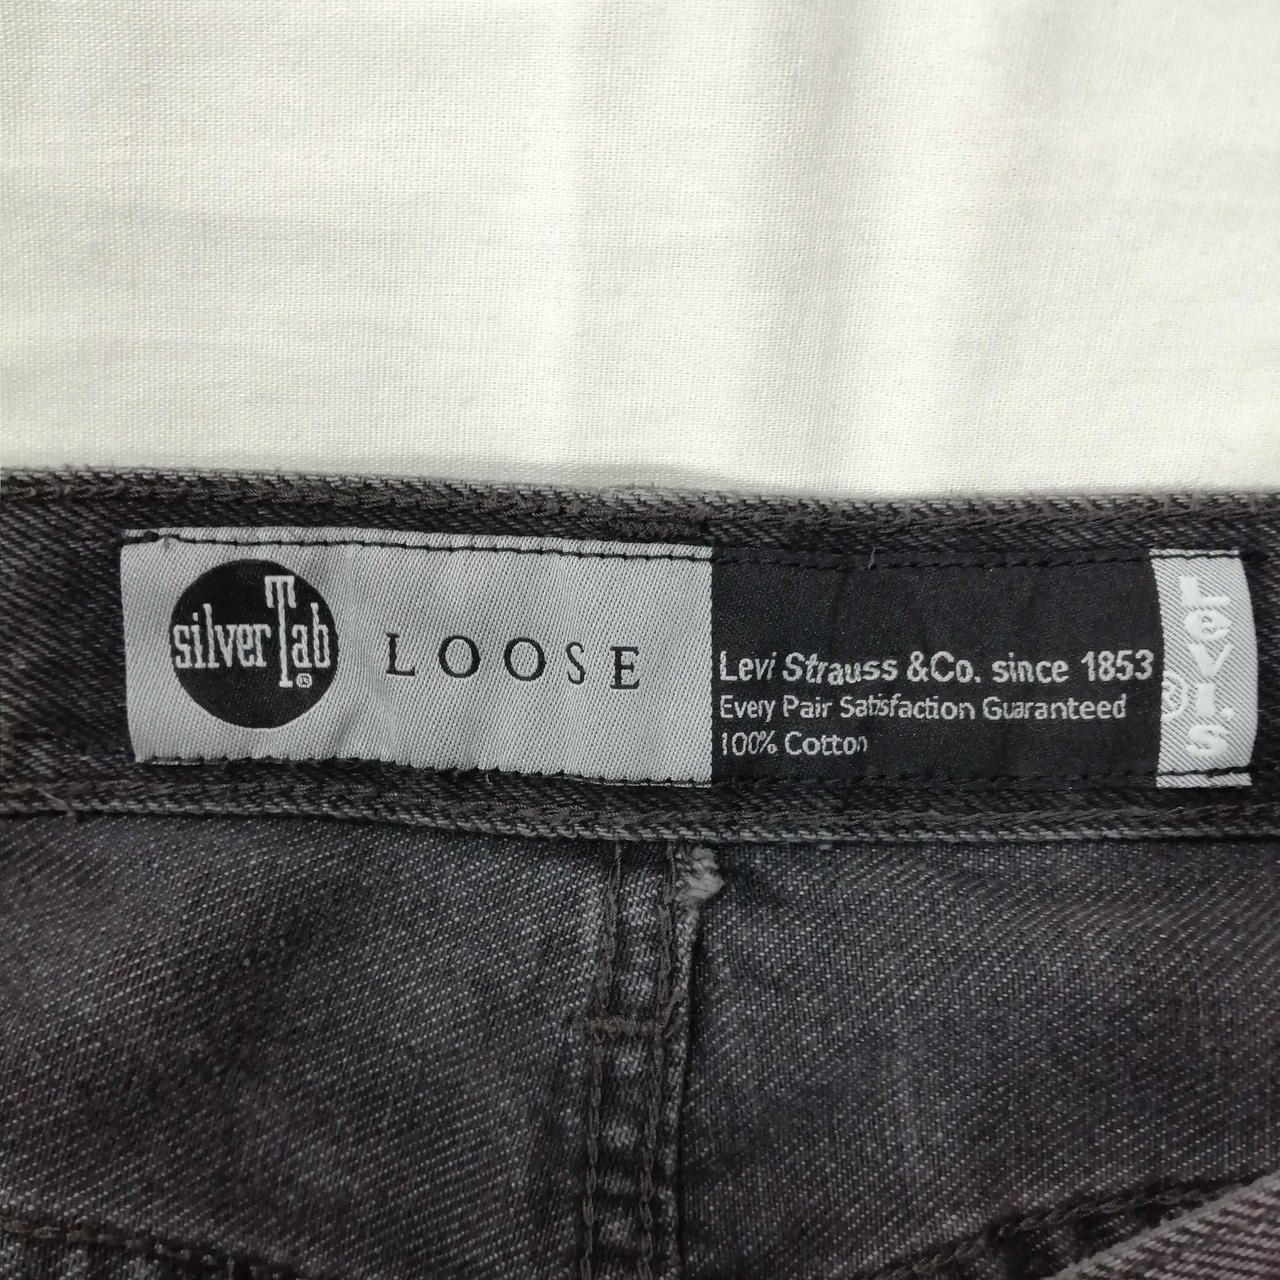 silverTab®
LOOSE
Levi Strauss &Co. since 1853
Every Pair Satisfaction Guaranteed
100% Cotton
Levi's®